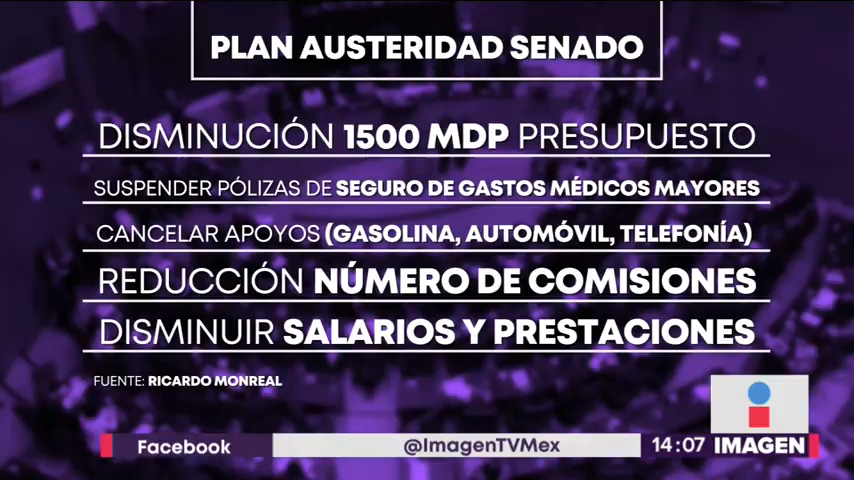 PLAN AUSTERIDAD SENADO
DISMINUCIÓN 1500 MDP PRESUPUESTO
SUSPENDER PÓLIZAS DE SEGURO DE GASTOS MÉDICOS MAYORES
CANCELAR APOYOS (GASOLINA, AUTOMÓVIL, TELEFONÍA)
REDUCCIÓN NÚMERO DE COMISIONES
DISMINUIR SALARIOS Y PRESTACIONES
FUENTE: RICARDO MONREAL
Facebook @ImagenTVMex 14:07 IMAGEN